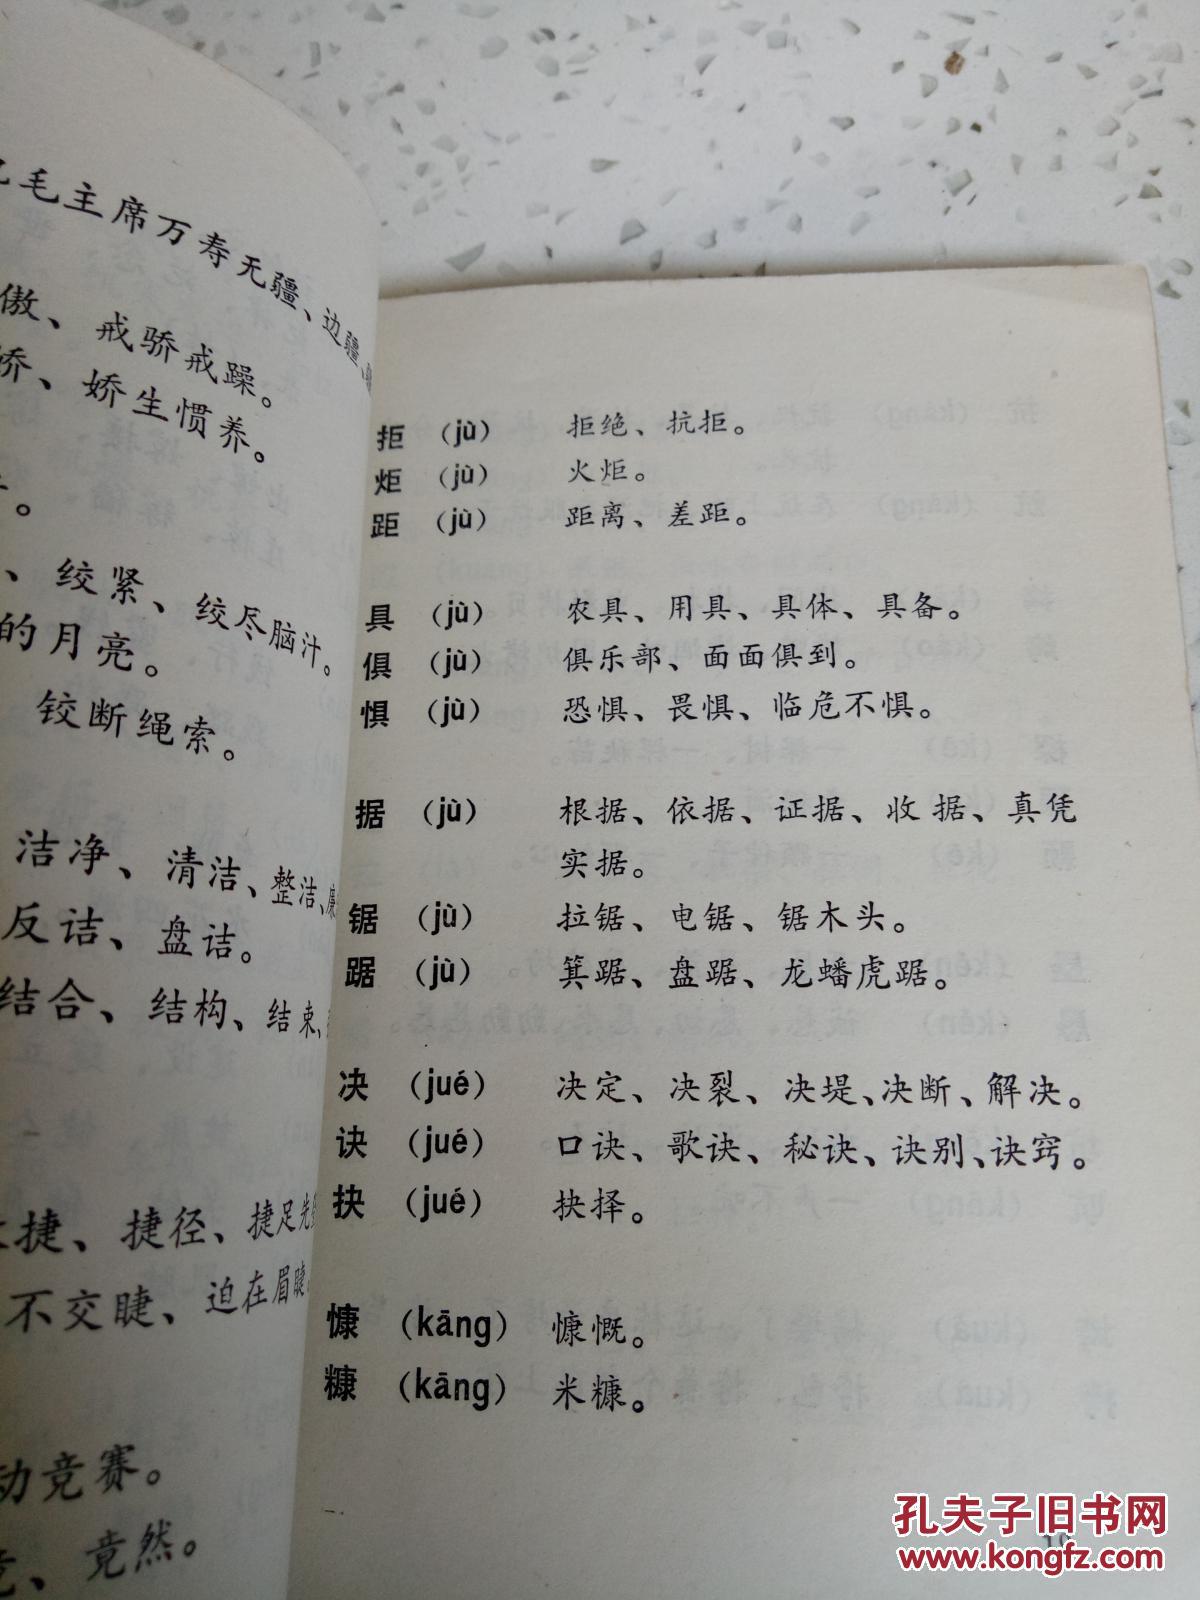 毛主席万寿无疆、边疆、
傲、戒骄戒躁。
娇、娇生惯养。
。
、绞紧、绞尽脑汁。
的月亮。
铰断绳索。
洁净、清洁、整洁、廉
反诘、盘诘。
结合、结构、结束、
捷、捷径、捷足先
不交睫、迫在眉睫。
动竞赛。
、竟然。
拒 (jù) 拒绝、抗拒。
炬 (jù) 火炬。
距 (jù) 距离、差距。
具 (jù) 农具、用具、具体、具备。
俱 (jù) 俱乐部、面面俱到。
惧 (jù) 恐惧、畏惧、临危不惧。
据 (jù) 根据、依据、证据、收据、真凭
实据。
锯 (jù) 拉锯、电锯、锯木头。
踞 (jù) 箕踞、盘踞、龙蟠虎踞。
决 (jué) 决定、决裂、决堤、决断、解决。
诀 (jué) 口诀、歌诀、秘诀、诀别、诀窍。
抉 (jué) 抉择。
慷 (kāng) 慷慨。
糠 (kāng) 米糠。
孔夫子旧书网
www.kongfz.com